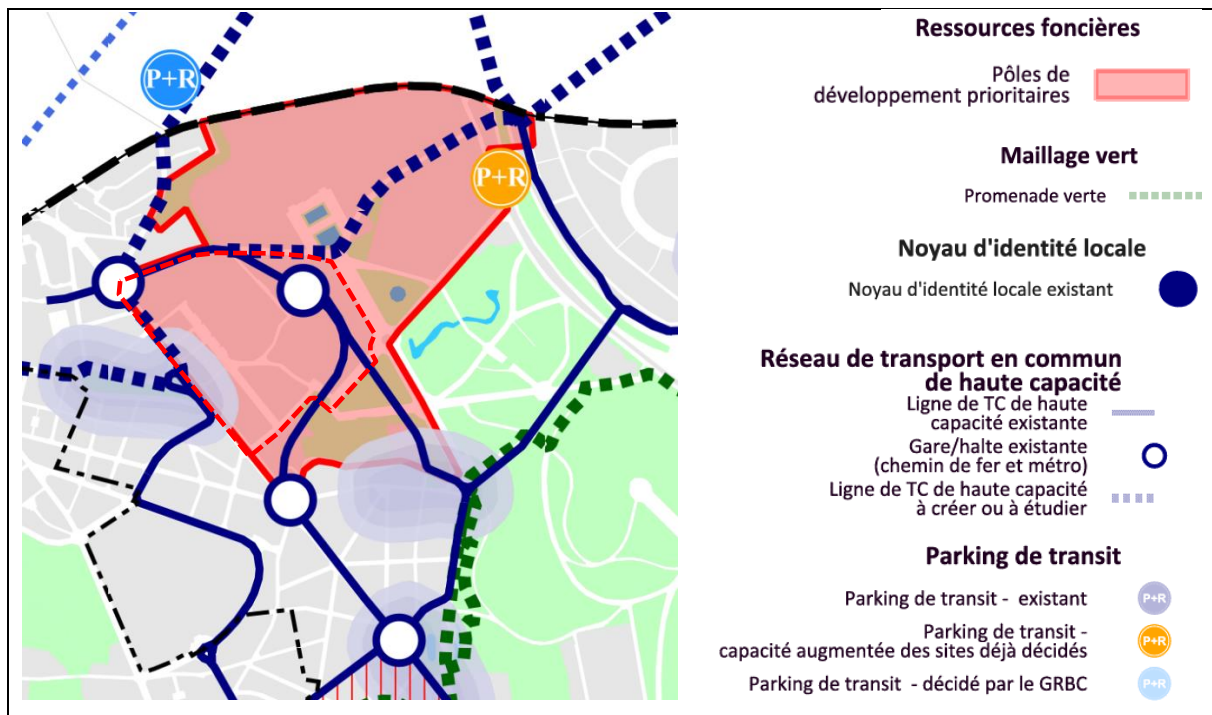 P+R
P+R
Ressources foncières
Pôles de
développement prioritaires
Maillage vert
Promenade verte
Noyau d'identité locale
Noyau d'identité locale existant
Réseau de transport en commun
de haute capacité
Ligne de TC de haute
capacité existante
Gare/halte existante
(chemin de fer et métro)
Ligne de TC de haute capacité
à créer ou à étudier
Parking de transit
Parking de transit - existant
P+R
Parking de transit -
capacité augmentée des sites déjà décidés
P+R
Parking de transit - décidé par le GRBC
P+R